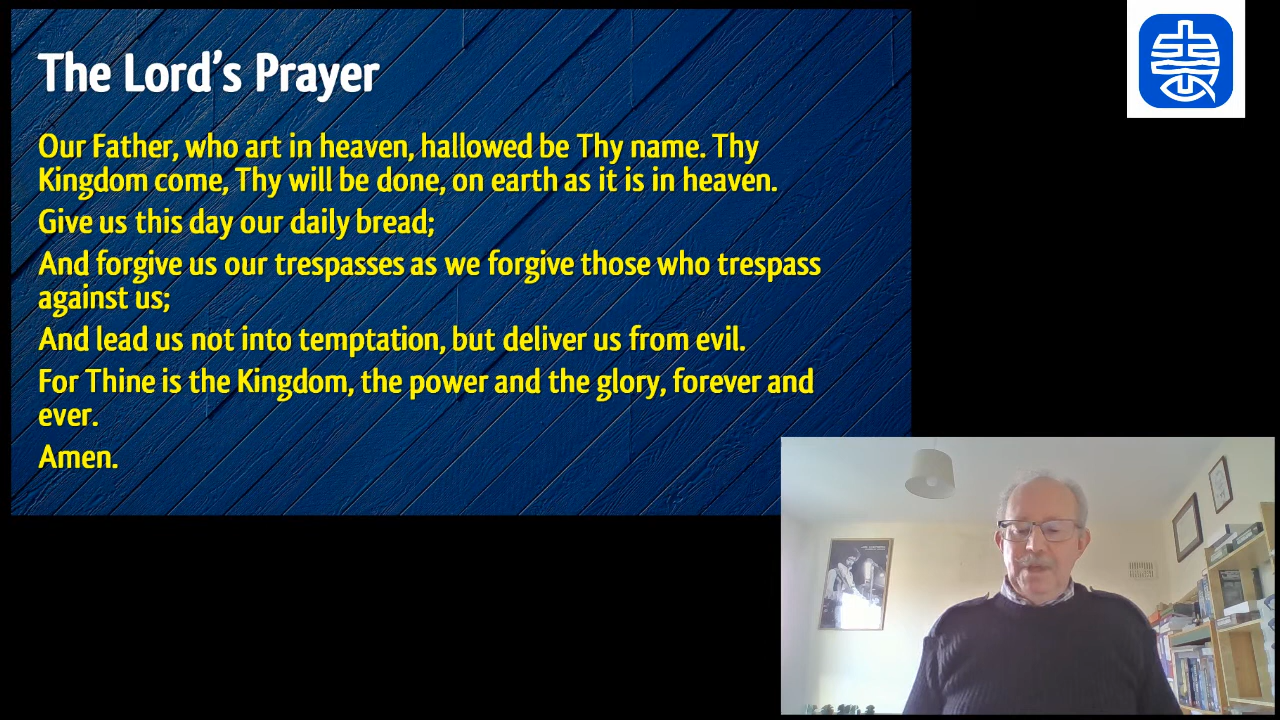 The Lord’s Prayer
Our Father, who art in heaven, hallowed be Thy name. Thy
Kingdom come, Thy will be done, on earth as it is in heaven.
Give us this day our daily bread;
And forgive us our trespasses as we forgive those who trespass
against us;
And lead us not into temptation, but deliver us from evil.
For Thine is the Kingdom, the power and the glory, forever and
ever.
Amen.